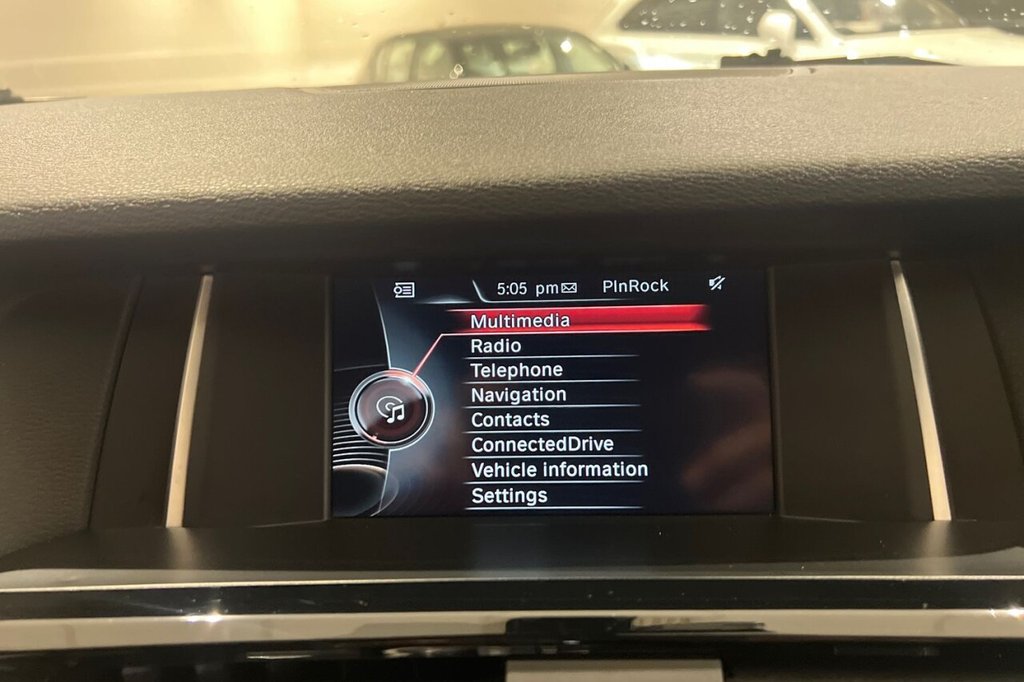 5:05 pm PlnRock
Multimedia
Radio
Telephone
Navigation
Contacts
ConnectedDrive
Vehicle information
Settings